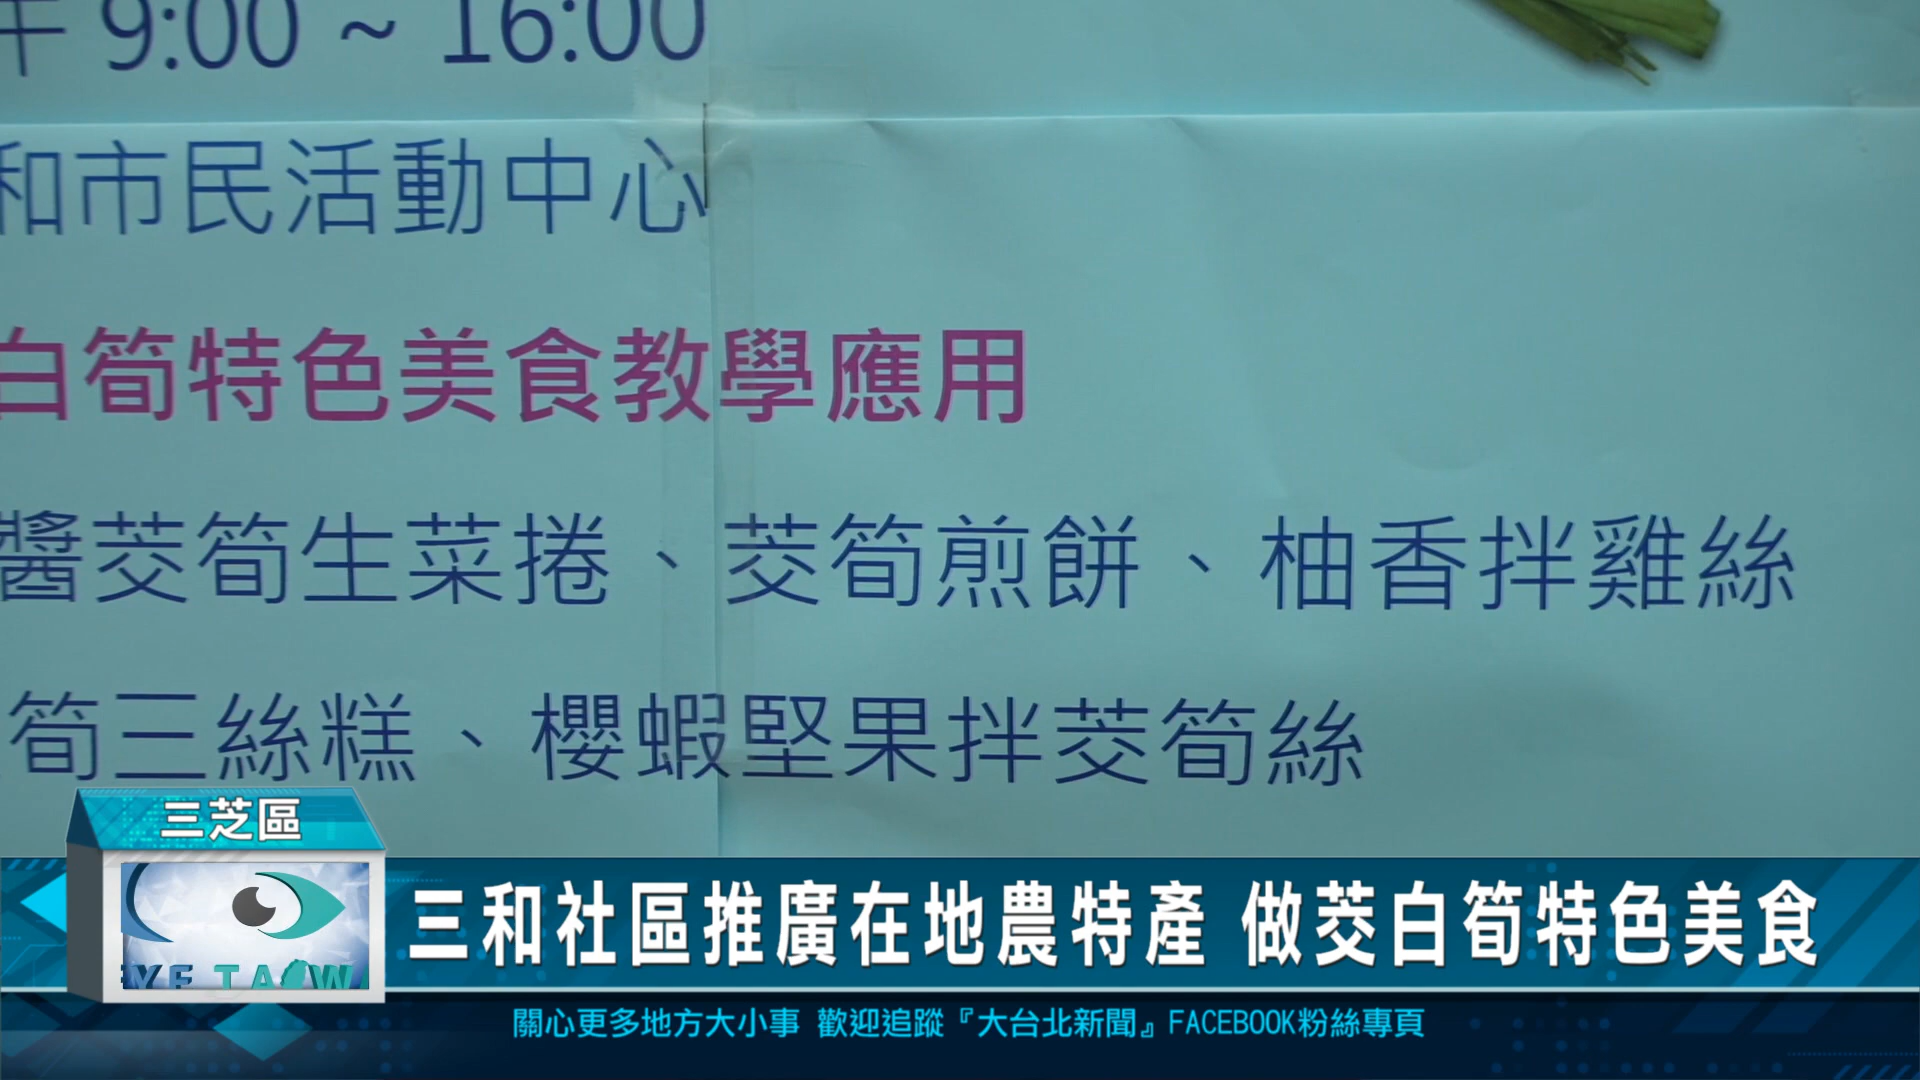 午 9:00 ~ 16:00
和市民活動中心
白筍特色美食教學應用
醬茭筍生菜捲、茭筍煎餅、柚香拌雞絲
筍三絲糕、櫻蝦堅果拌茭筍絲
三芝區
EYE TAIWA
三和社區推廣在地農特產 做茭白筍特色美食
關心更多地方大小事 歡迎追蹤『大台北新聞』FACEBOOK粉絲專頁